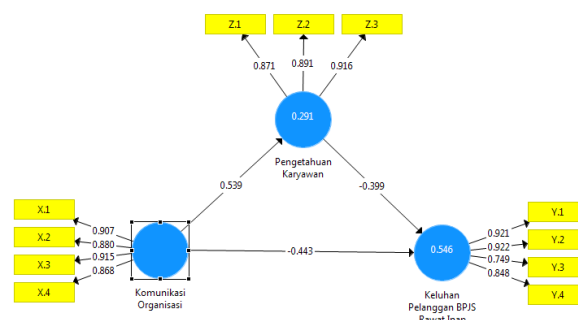 Z.1
Z.2
Z.3
0.871
0.891
0.916
0.291
Pengetahuan
Karyawan
0.539
-0.399
X.1
X.2
X.3
X.4
0.907
0.880
0.915
0.868
Komunikasi
Organisasi
-0.443
0.546
Keluhan
Pelanggan BPJS
Rawat Inap
0.921
0.922
0.749
0.848
Y.1
Y.2
Y.3
Y.4